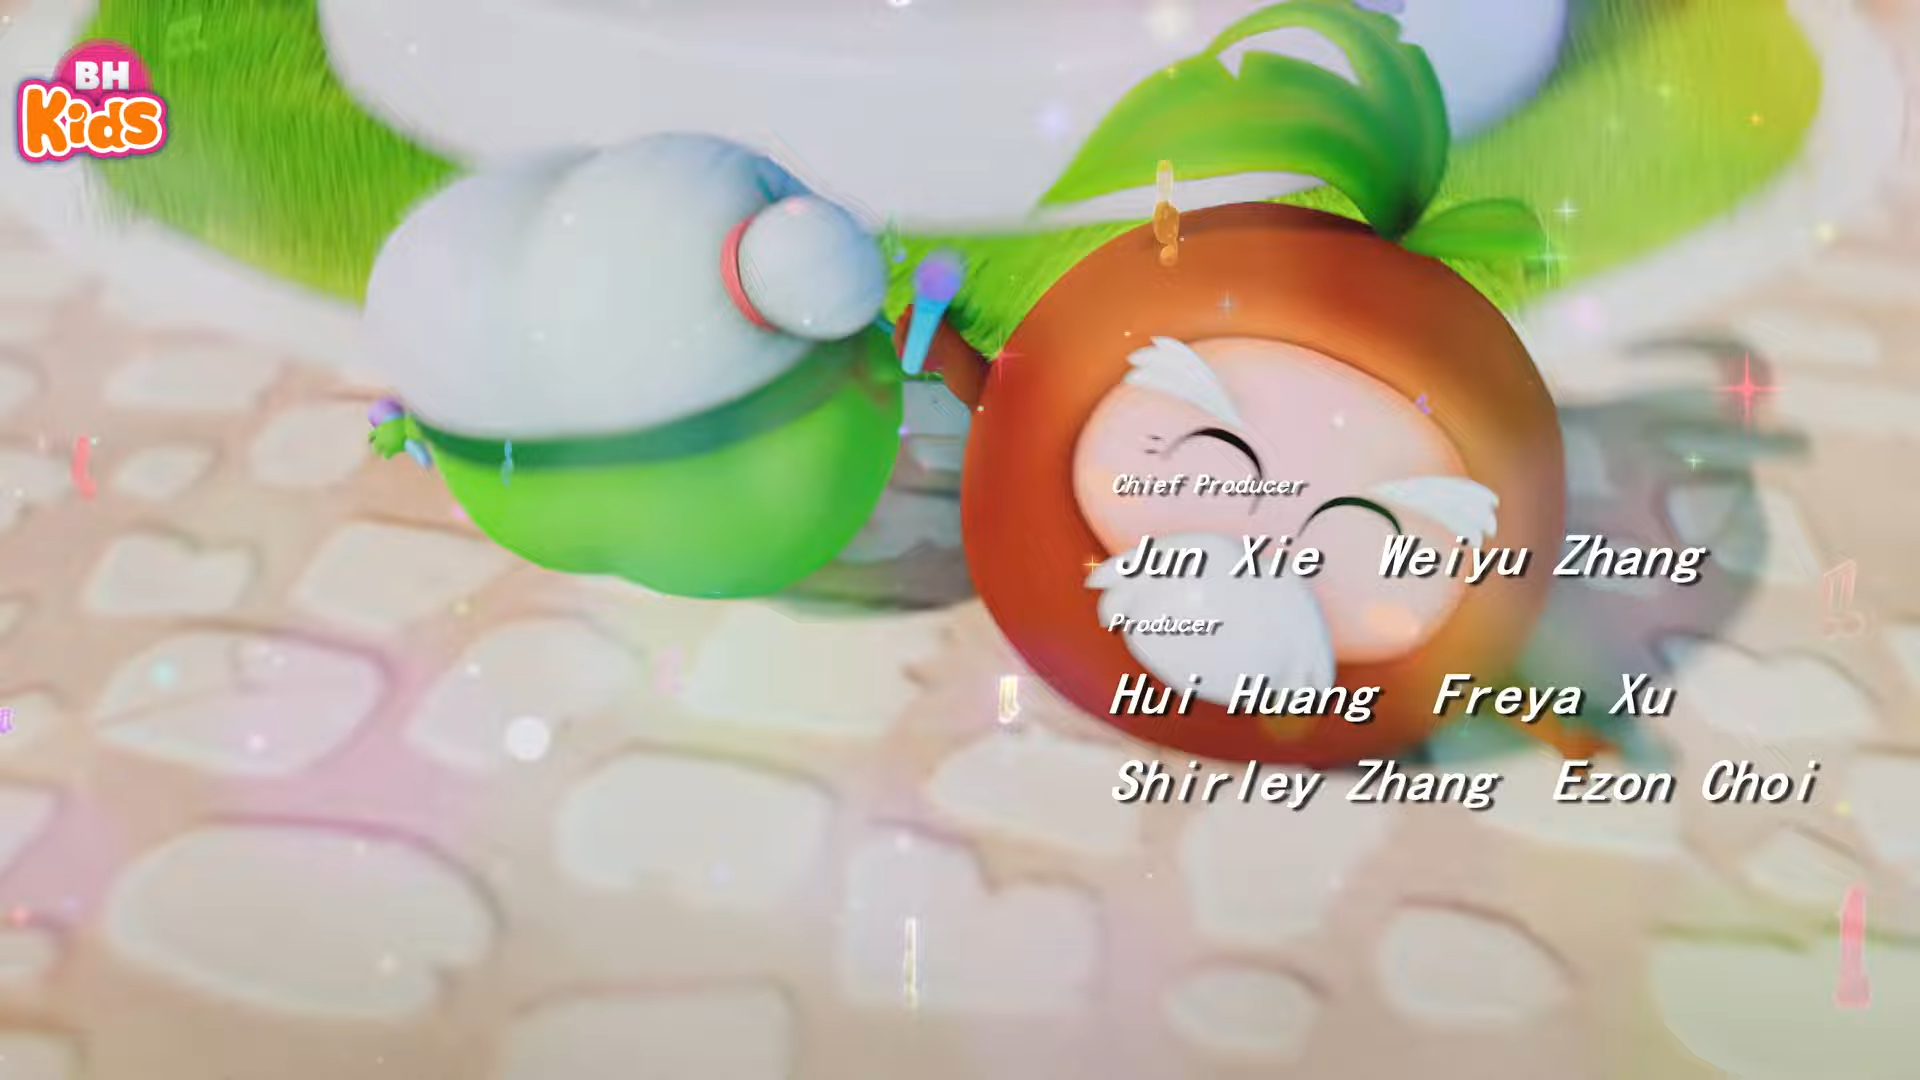 BH
Kids
Chief Producer
Jun Xie Weiyu Zhang
Producer
Hui Huang Freya Xu
Shirley Zhang Ezon Choi